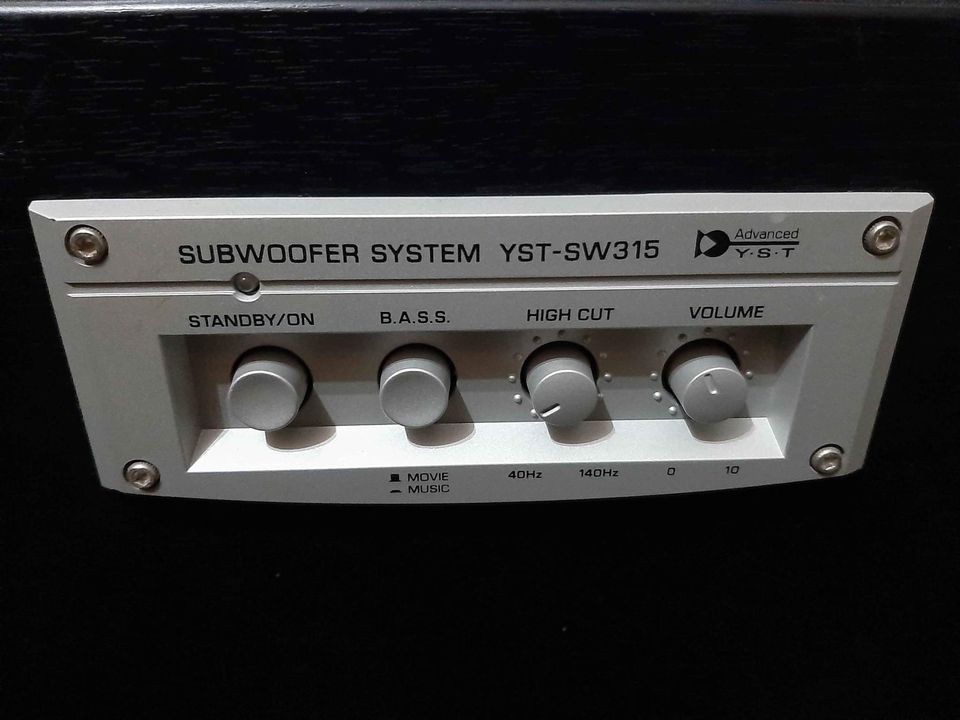 SUBWOOFER SYSTEM YST-SW315
Advanced
Y·S·T
STANDBY/ON
B.A.S.S.
HIGH CUT
VOLUME
MOVIE
MUSIC
40Hz 140Hz
0 10